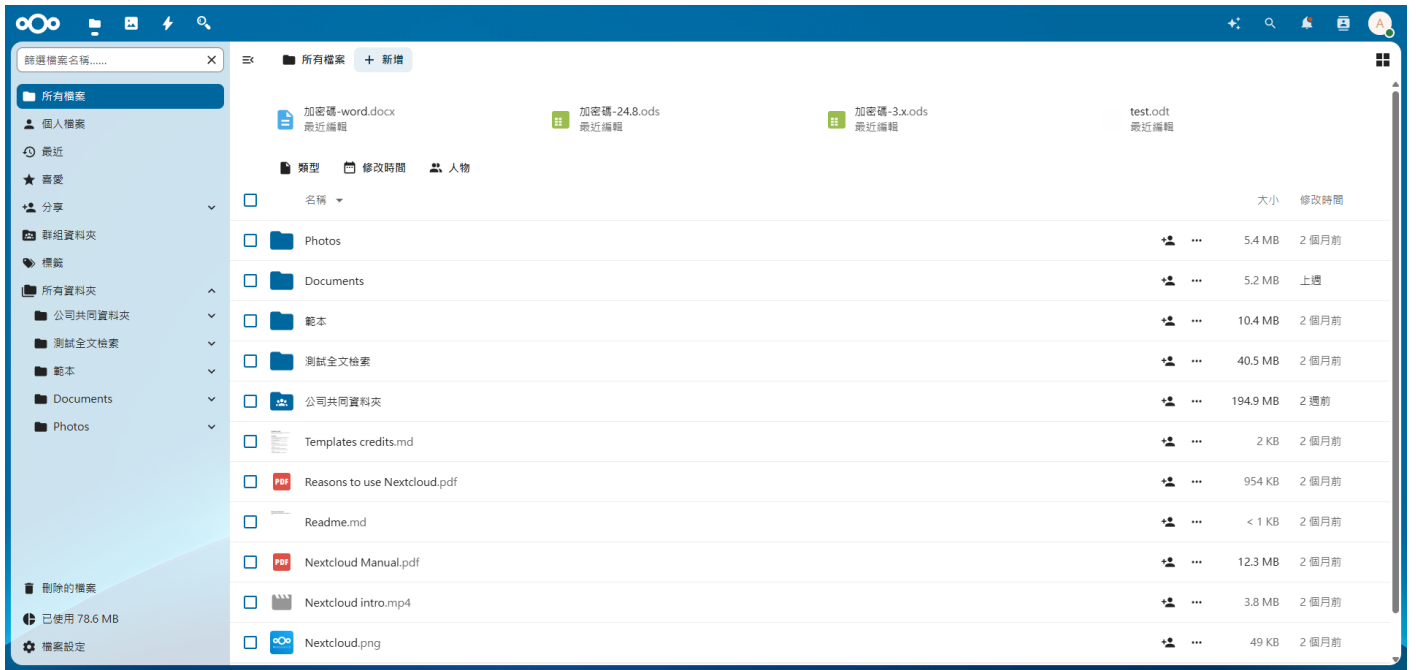 A
篩選檔案名稱......
所有檔案
個人檔案
最近
喜愛
分享
群組資料夾
標籤
所有資料夾
公司共同資料夾
測試全文檢索
範本
Documents
Photos
刪除的檔案
已使用 78.6 MB
檔案設定
所有檔案 + 新增
加密碼-word.docx
最近編輯
加密碼-24.8.ods
最近編輯
加密碼-3.x.ods
最近編輯
test.odt
最近編輯
類型 修改時間 人物
名稱 大小 修改時間
Photos 5.4 MB 2 個月前
Documents 5.2 MB 上週
範本 10.4 MB 2 個月前
測試全文檢索 40.5 MB 2 個月前
公司共同資料夾 194.9 MB 2 週前
Templates credits.md 2 KB 2 個月前
PDF Reasons to use Nextcloud.pdf 954 KB 2 個月前
Readme.md < 1 KB 2 個月前
PDF Nextcloud Manual.pdf 12.3 MB 2 個月前
Nextcloud intro.mp4 3.8 MB 2 個月前
Nextcloud.png 49 KB 2 個月前